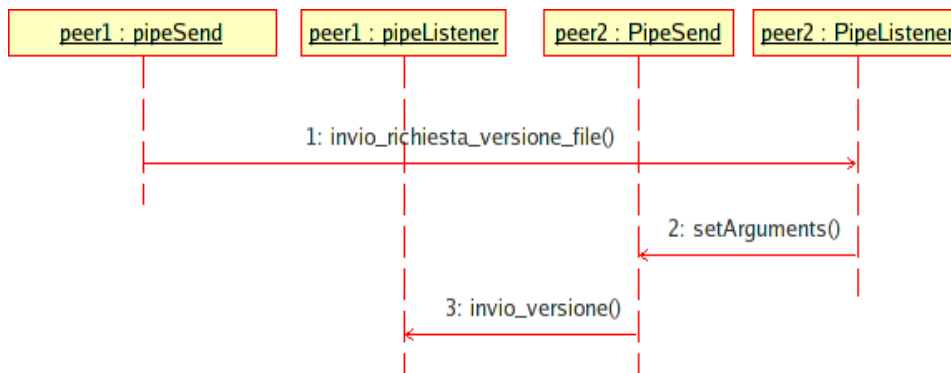 peer1 : pipeSend
peer1 : pipeListener
peer2 : PipeSend
peer2 : PipeListener
1: invio_richiesta_versione_file()
2: setArguments()
3: invio_versione()